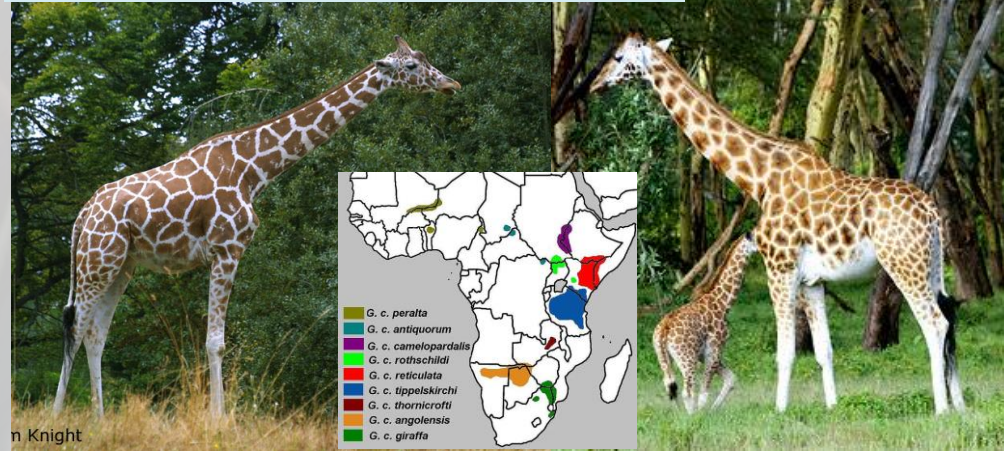 G. c. peralta
G. c. antiquorum
G. c. camelopardalis
G. c. rothschildi
G. c. reticulata
G. c. tippelskirchi
G. c. thornicrofti
G. c. angolensis
G. c. giraffa
m Knight